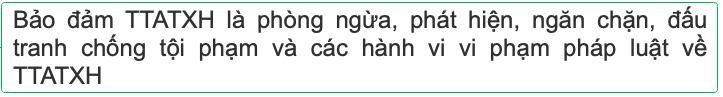 Bảo đảm TTATXH là phòng ngừa, phát hiện, ngăn chặn, đấu
tranh chống tội phạm và các hành vi vi phạm pháp luật về
TTATXH